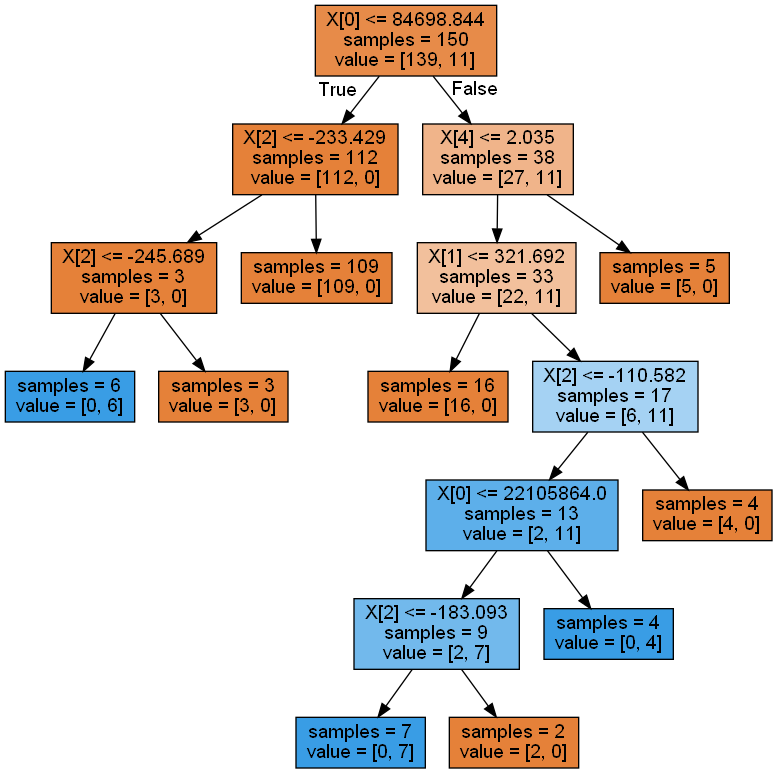 X[0] <= 84698.844
samples = 150
value = [139, 11]
True
False
X[2] <= -233.429
samples = 112
value = [112, 0]
X[4] <= 2.035
samples = 38
value = [27, 11]
X[2] <= -245.689
samples = 3
value = [3, 0]
samples = 109
value = [109, 0]
X[1] <= 321.692
samples = 33
value = [22, 11]
samples = 5
value = [5, 0]
samples = 6
value = [0, 6]
samples = 3
value = [3, 0]
samples = 16
value = [16, 0]
X[2] <= -110.582
samples = 17
value = [6, 11]
X[0] <= 22105864.0
samples = 13
value = [2, 11]
samples = 4
value = [4, 0]
X[2] <= -183.093
samples = 9
value = [2, 7]
samples = 4
value = [0, 4]
samples = 7
value = [0, 7]
samples = 2
value = [2, 0]